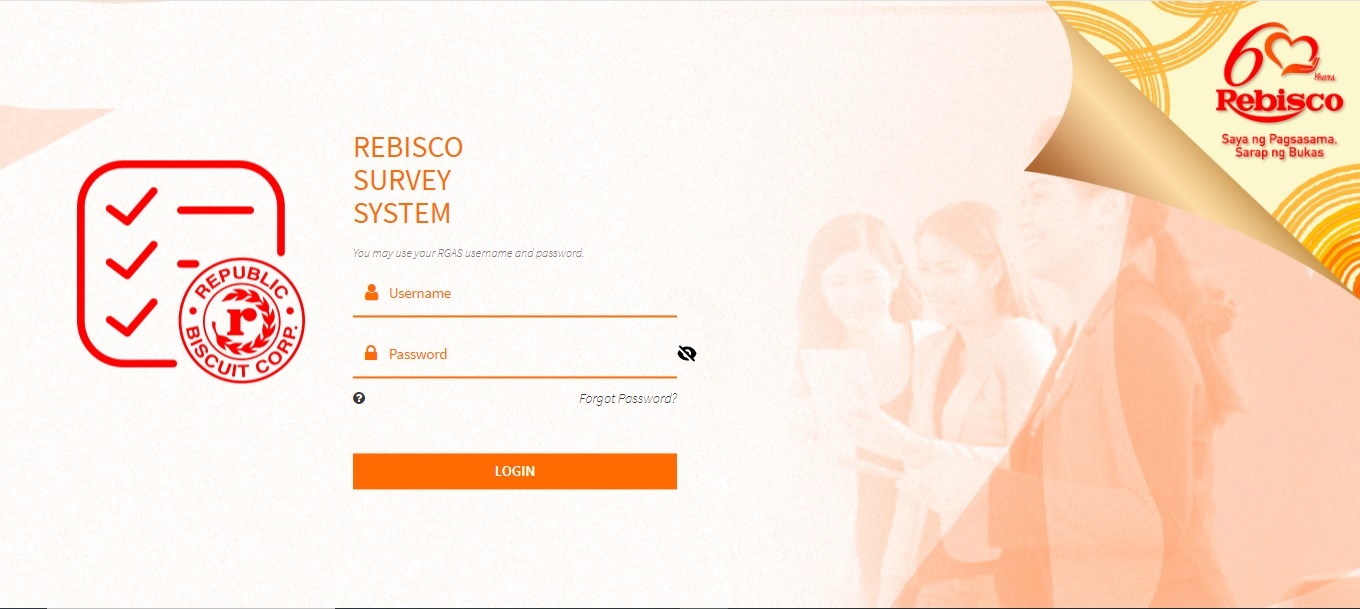 6 Years
Rebisco
Saya ng Pagsasama.
Sarap ng Bukas
REBISCO
SURVEY
SYSTEM
You may use your RGAS username and password.
Username
Password
Forgot Password?
LOGIN
REPUBLIC
BISCUIT CORP.
r